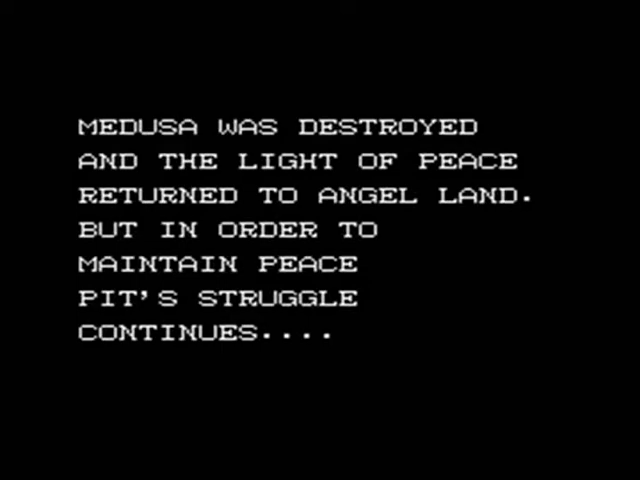 MEDUSA WAS DESTROYED
AND THE LIGHT OF PEACE
RETURNED TO ANGEL LAND.
BUT IN ORDER TO
MAINTAIN PEACE
PIT'S STRUGGLE
CONTINUES....